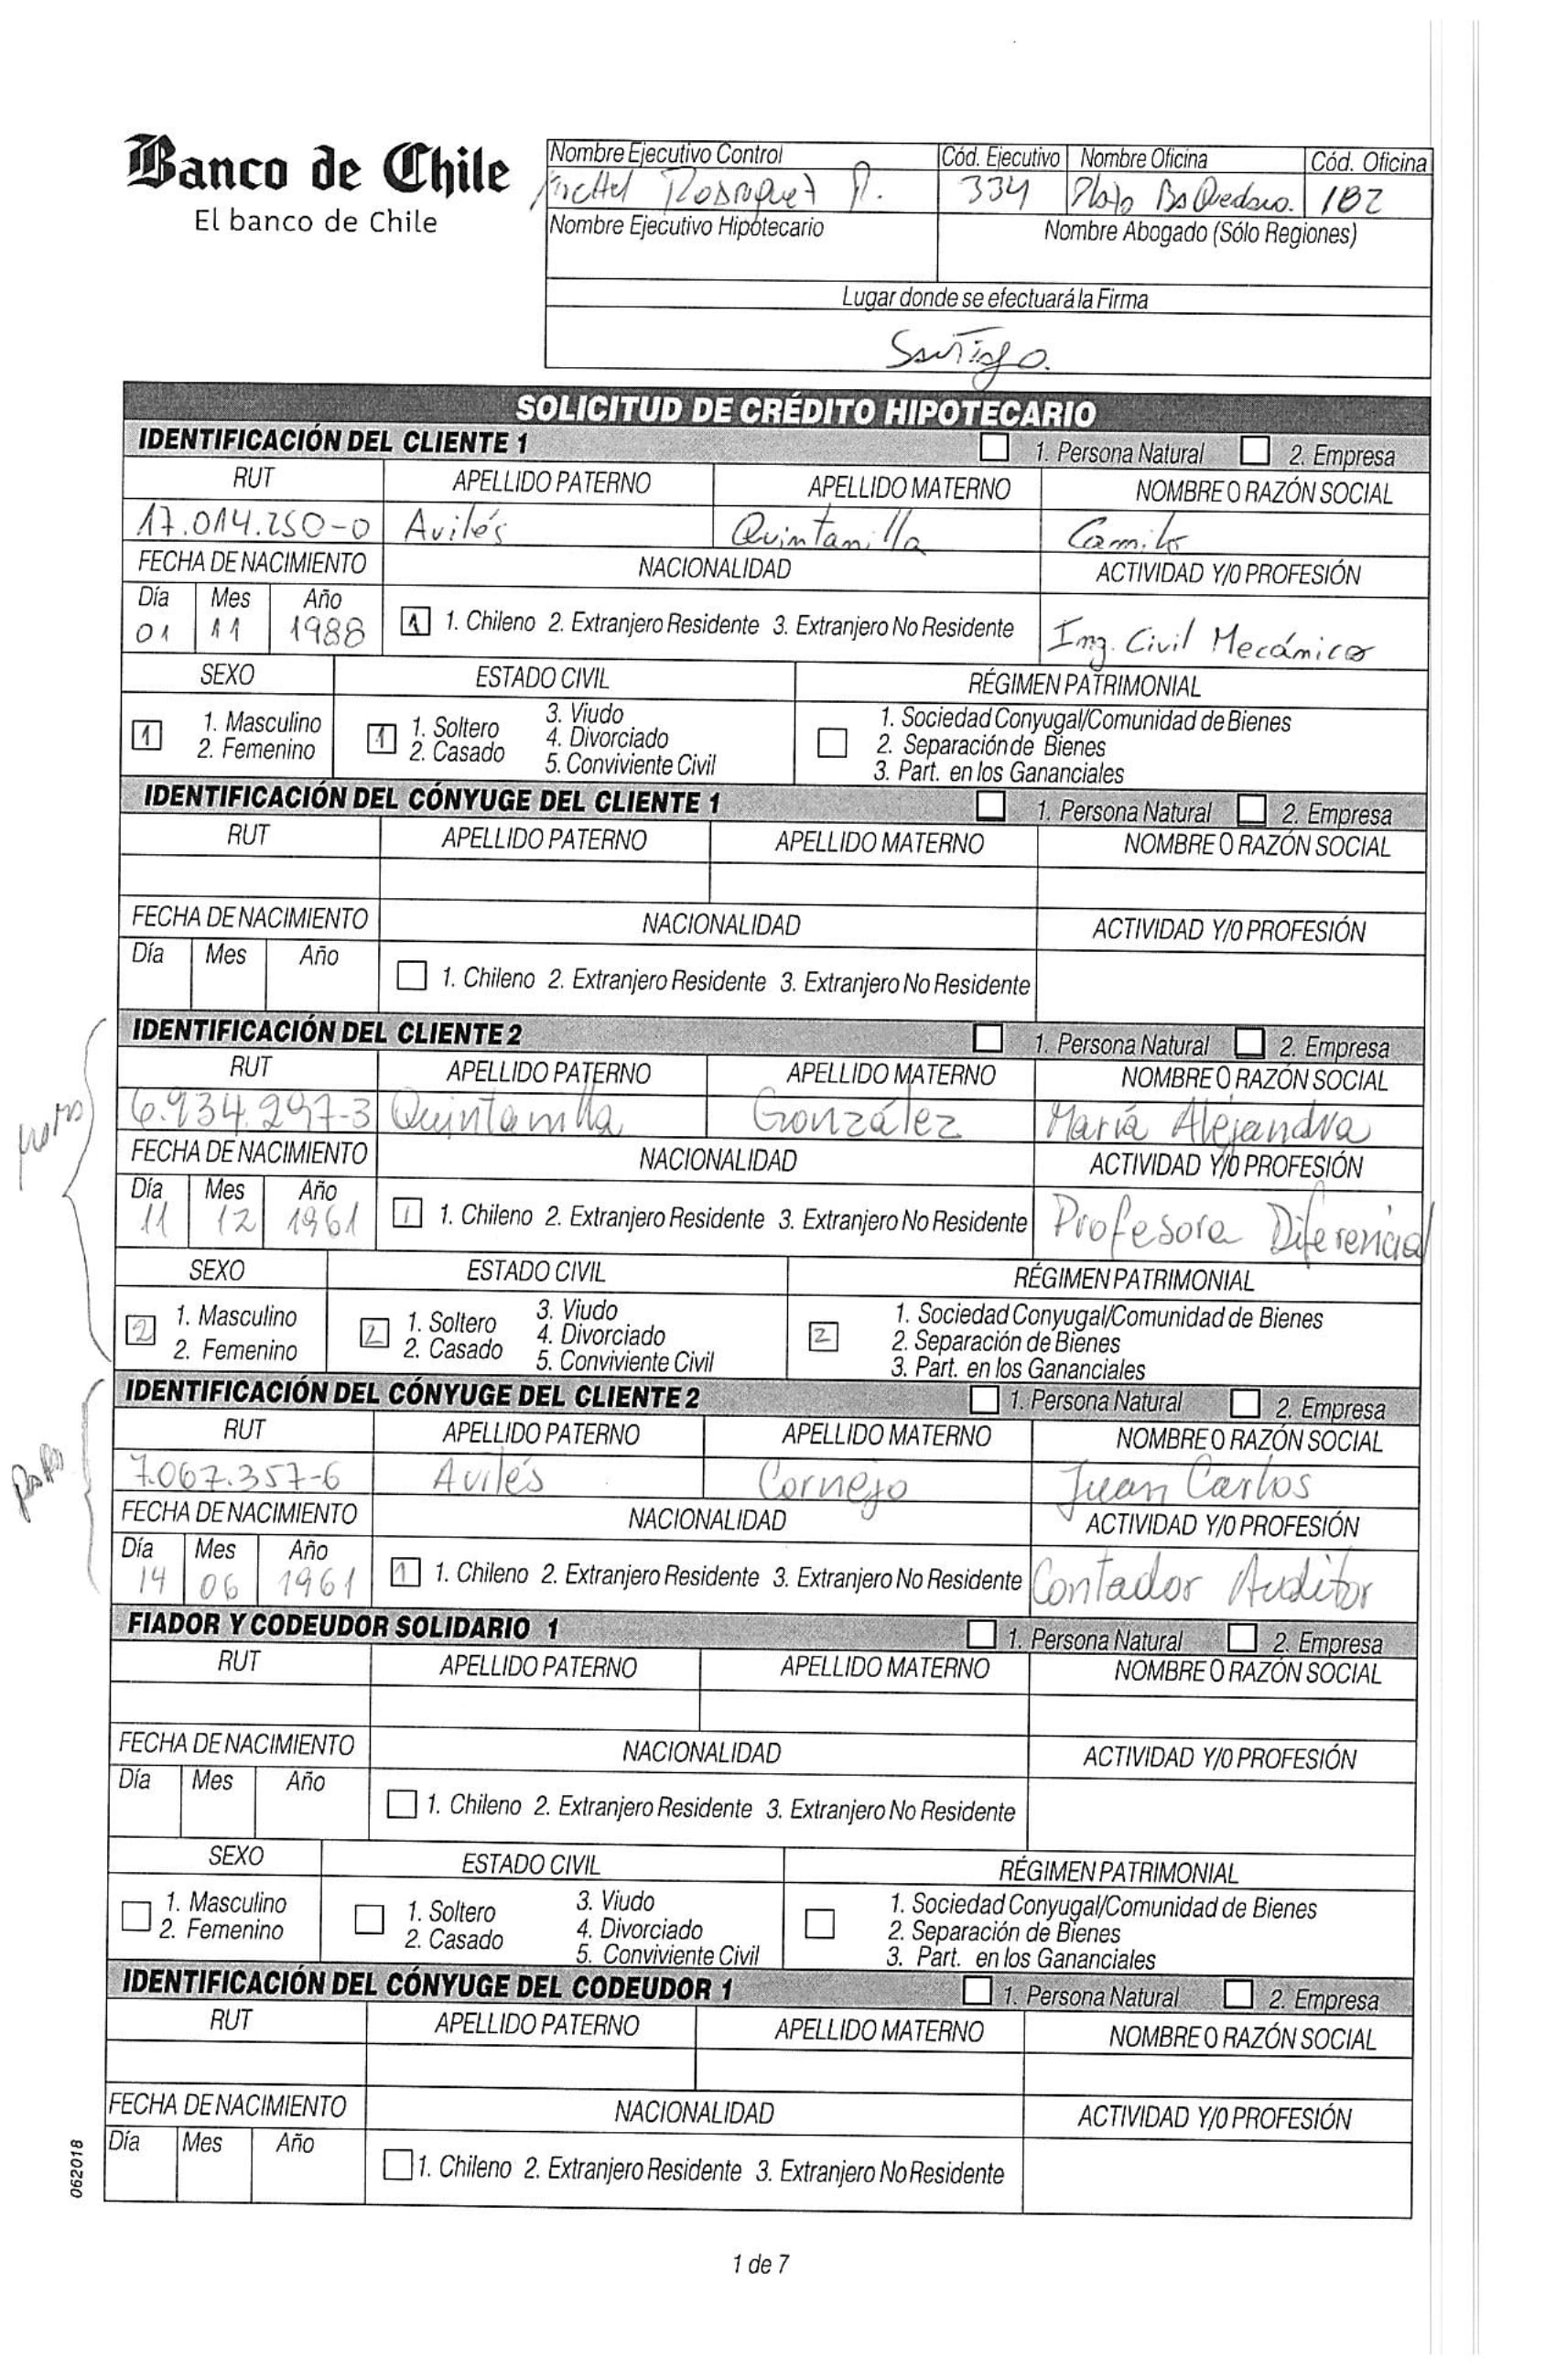 Banco de Chile
El banco de Chile
Nombre Ejecutivo Control Cód. Ejecutivo Nombre Oficina Cód. Oficina
334
Nombre Ejecutivo Hipotecario Nombre Abogado (Sólo Regiones)
Lugar donde se efectuará la Firma
Santiago.
SOLICITUD DE CRÉDITO HIPOTECARIO
IDENTIFICACIÓN DEL CLIENTE 1 1. Persona Natural 2. Empresa
RUT APELLIDO PATERNO APELLIDO MATERNO NOMBRE O RAZÓN SOCIAL
17.014.250-0 Avilés Quintanilla Camilo
FECHA DE NACIMIENTO NACIONALIDAD ACTIVIDAD Y/O PROFESIÓN
Día Mes Año
01 11 1988 1 1. Chileno 2. Extranjero Residente 3. Extranjero No Residente Ing. Civil Mecánico
SEXO ESTADO CIVIL RÉGIMEN PATRIMONIAL
1 1. Masculino 2. Femenino 1 1. Soltero 2. Casado 3. Viudo 4. Divorciado 5. Conviviente Civil 1. Sociedad Conyugal/Comunidad de Bienes 2. Separación de Bienes 3. Part. en los Gananciales
IDENTIFICACIÓN DEL CÓNYUGE DEL CLIENTE 1 1. Persona Natural 2. Empresa
RUT APELLIDO PATERNO APELLIDO MATERNO NOMBRE O RAZÓN SOCIAL
FECHA DE NACIMIENTO NACIONALIDAD ACTIVIDAD Y/O PROFESIÓN
Día Mes Año
1. Chileno 2. Extranjero Residente 3. Extranjero No Residente
IDENTIFICACIÓN DEL CLIENTE 2 1. Persona Natural 2. Empresa
RUT APELLIDO PATERNO APELLIDO MATERNO NOMBRE O RAZÓN SOCIAL
6.934.297-3 Quintanilla González María Alejandra
FECHA DE NACIMIENTO NACIONALIDAD ACTIVIDAD Y/O PROFESIÓN
Día Mes Año
11 12 1961 1 1. Chileno 2. Extranjero Residente 3. Extranjero No Residente Profesora Diferencial
SEXO ESTADO CIVIL RÉGIMEN PATRIMONIAL
2 1. Masculino 2. Femenino 2 1. Soltero 2. Casado 3. Viudo 4. Divorciado 5. Conviviente Civil 2 1. Sociedad Conyugal/Comunidad de Bienes 2. Separación de Bienes 3. Part. en los Gananciales
IDENTIFICACIÓN DEL CÓNYUGE DEL CLIENTE 2 1. Persona Natural 2. Empresa
RUT APELLIDO PATERNO APELLIDO MATERNO NOMBRE O RAZÓN SOCIAL
7.067.357-6 Avilés Cornejo Juan Carlos
FECHA DE NACIMIENTO NACIONALIDAD ACTIVIDAD Y/O PROFESIÓN
Día Mes Año
14 06 1961 1 1. Chileno 2. Extranjero Residente 3. Extranjero No Residente Contador Auditor
FIADOR Y CODEUDOR SOLIDARIO 1 1. Persona Natural 2. Empresa
RUT APELLIDO PATERNO APELLIDO MATERNO NOMBRE O RAZÓN SOCIAL
FECHA DE NACIMIENTO NACIONALIDAD ACTIVIDAD Y/O PROFESIÓN
Día Mes Año
1. Chileno 2. Extranjero Residente 3. Extranjero No Residente
SEXO ESTADO CIVIL RÉGIMEN PATRIMONIAL
1. Masculino 2. Femenino 1. Soltero 2. Casado 3. Viudo 4. Divorciado 5. Conviviente Civil 1. Sociedad Conyugal/Comunidad de Bienes 2. Separación de Bienes 3. Part. en los Gananciales
IDENTIFICACIÓN DEL CÓNYUGE DEL CODEUDOR 1 1. Persona Natural 2. Empresa
RUT APELLIDO PATERNO APELLIDO MATERNO NOMBRE O RAZÓN SOCIAL
FECHA DE NACIMIENTO NACIONALIDAD ACTIVIDAD Y/O PROFESIÓN
Día Mes Año
1. Chileno 2. Extranjero Residente 3. Extranjero No Residente
062018
1 de 7